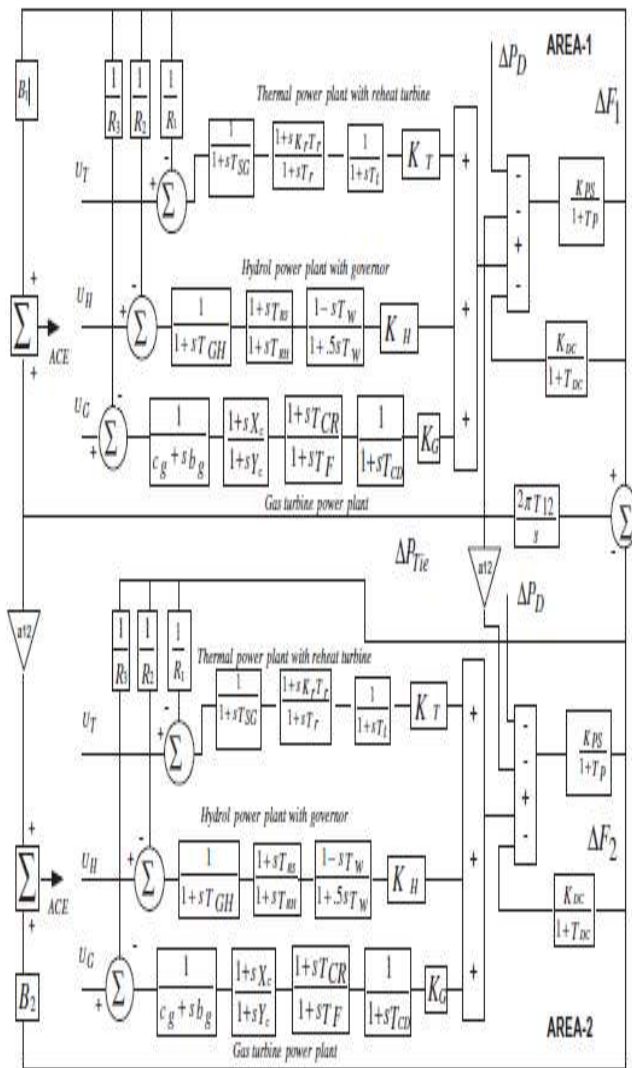 AREA-1
ΔP_D
ΔF_1
B_1
1/R_3 1/R_2 1/R_1
Thermal power plant with reheat turbine
U_T
Σ
1/(1+sT_SG) (1+sK_rT_r)/(1+sT_r) 1/(1+sT_t) K_T
+ - + + - - + -
K_PS/(1+T_P)
Hydrol power plant with governor
U_H
Σ
ACE
Σ
1/(1+sT_GH) (1+sT_RS)/(1+sT_RH) (1-sT_W)/(1+.5sT_W) K_H
K_DC/(1+T_DC)
U_G
Σ
1/(c_g+sb_g) (1+sX_c)/(1+sY_c) (1+sT_CR)/(1+sT_F) 1/(1+sT_CD) K_G
Gas turbine power plant
2πT_12/s
Σ
ΔP_Tie
a12
a12
ΔP_D
1/R_3 1/R_2 1/R_1
Thermal power plant with reheat turbine
U_T
Σ
1/(1+sT_SG) (1+sK_rT_r)/(1+sT_r) 1/(1+sT_t) K_T
+ - + + - - + -
K_PS/(1+T_P)
Hydrol power plant with governor
ΔF_2
U_H
Σ
ACE
Σ
1/(1+sT_GH) (1+sT_RS)/(1+sT_RH) (1-sT_W)/(1+.5sT_W) K_H
K_DC/(1+T_DC)
U_G
Σ
1/(c_g+sb_g) (1+sX_c)/(1+sY_c) (1+sT_CR)/(1+sT_F) 1/(1+sT_CD) K_G
B_2
Gas turbine power plant
AREA-2